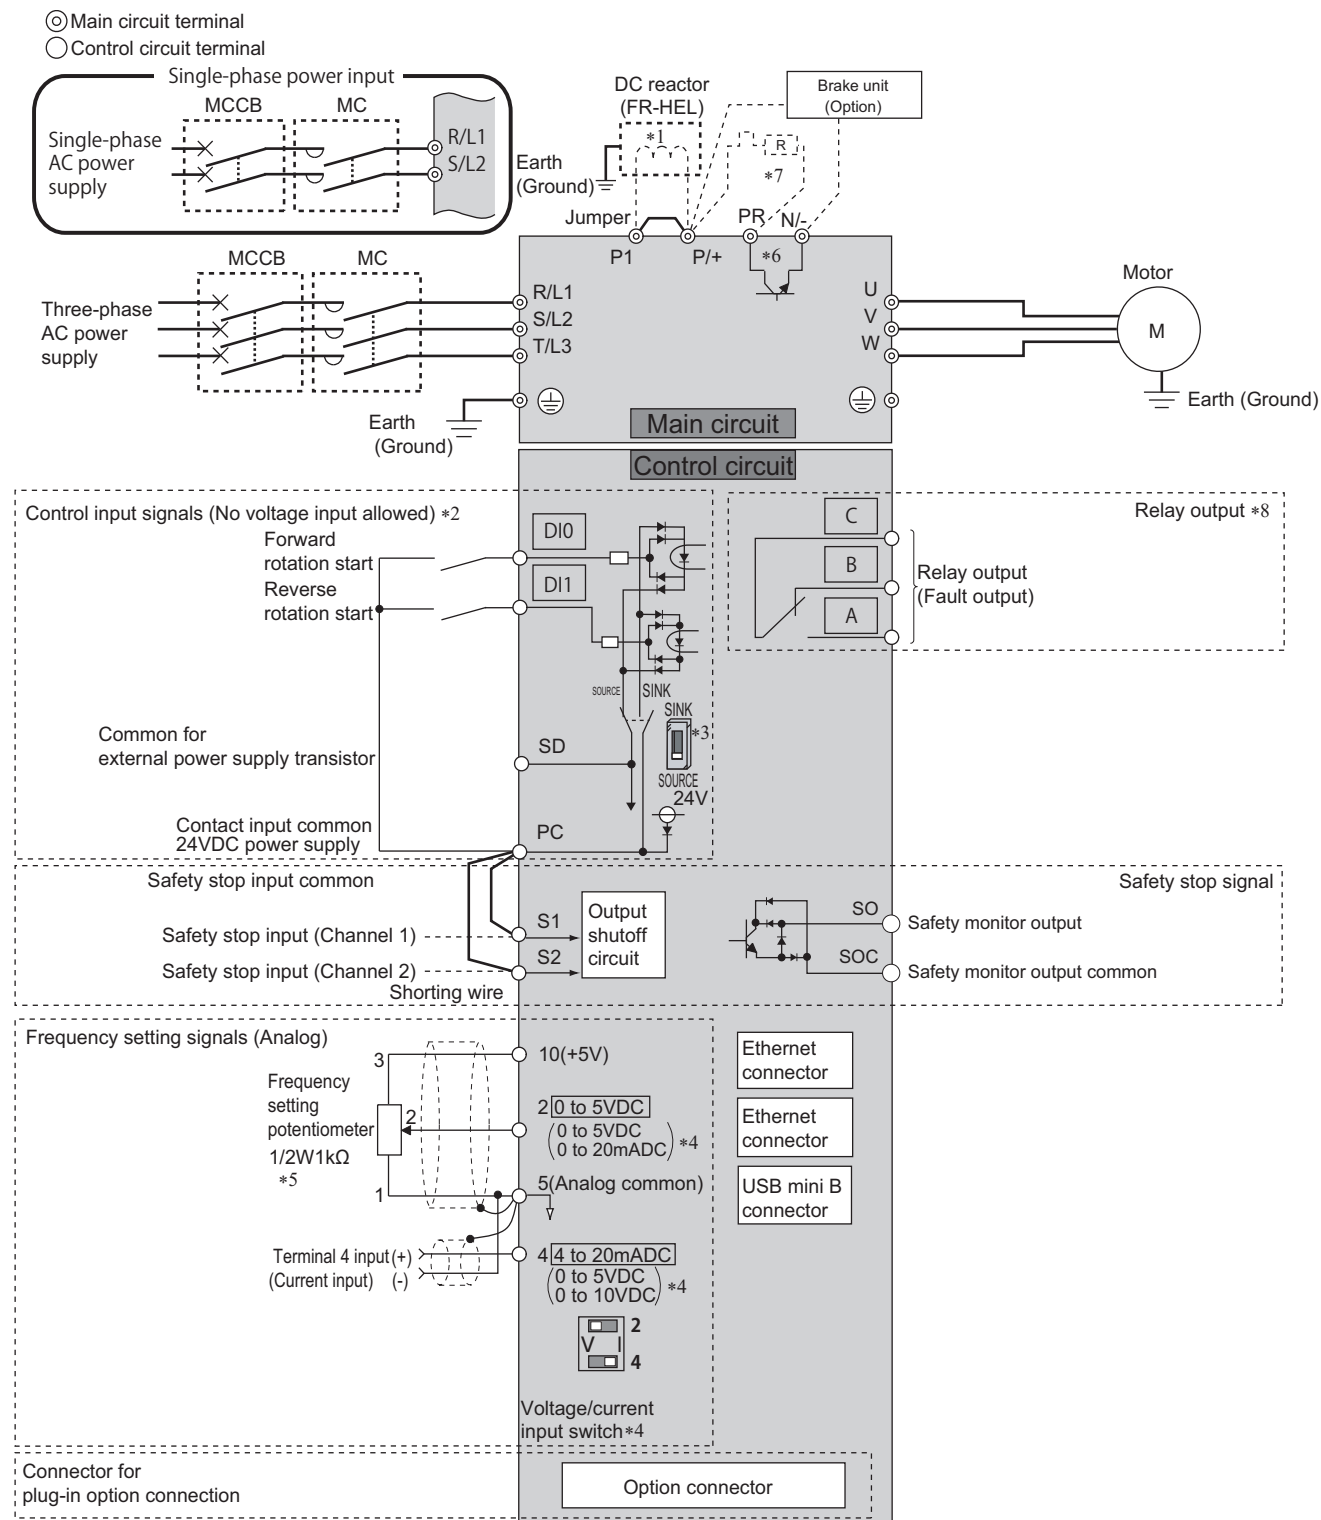 Main circuit terminal
Control circuit terminal
Single-phase power input
MCCB
MC
Single-phase
AC power
supply
R/L1
S/L2
Earth
(Ground)
DC reactor
(FR-HEL)
*1
Brake unit
(Option)
R
*7
Jumper
P1
P/+
PR
N/-
*6
MCCB
MC
Three-phase
AC power
supply
R/L1
S/L2
T/L3
U
V
W
Motor
M
Earth (Ground)
Earth
(Ground)
Main circuit
Control circuit
Control input signals (No voltage input allowed) *2
Forward
rotation start
Reverse
rotation start
DI0
DI1
SOURCE
SINK
SINK
*3
SOURCE
24V
Common for
external power supply transistor
SD
Contact input common
24VDC power supply
PC
Relay output *8
C
B
A
Relay output
(Fault output)
Safety stop input common
Safety stop signal
Safety stop input (Channel 1)
S1
Safety stop input (Channel 2)
S2
Shorting wire
Output
shutoff
circuit
SO
Safety monitor output
SOC
Safety monitor output common
Frequency setting signals (Analog)
3
10(+5V)
Frequency
setting
potentiometer
1/2W1kΩ
*5
2
2 0 to 5VDC
(0 to 5VDC
0 to 20mADC) *4
1
5(Analog common)
Terminal 4 input (+)
(Current input) (-)
4 4 to 20mADC
(0 to 5VDC
0 to 10VDC) *4
2
V I
4
Voltage/current
input switch*4
Ethernet
connector
Ethernet
connector
USB mini B
connector
Connector for
plug-in option connection
Option connector